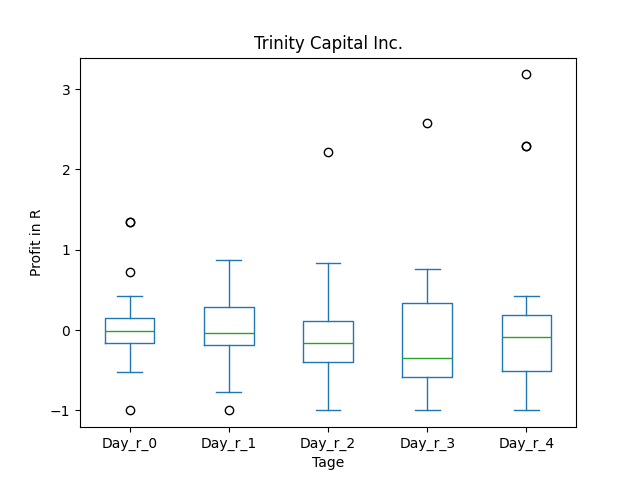 Trinity Capital Inc.
Profit in R
3
2
1
0
−1
Day_r_0 Day_r_1 Day_r_2 Day_r_3 Day_r_4
Tage